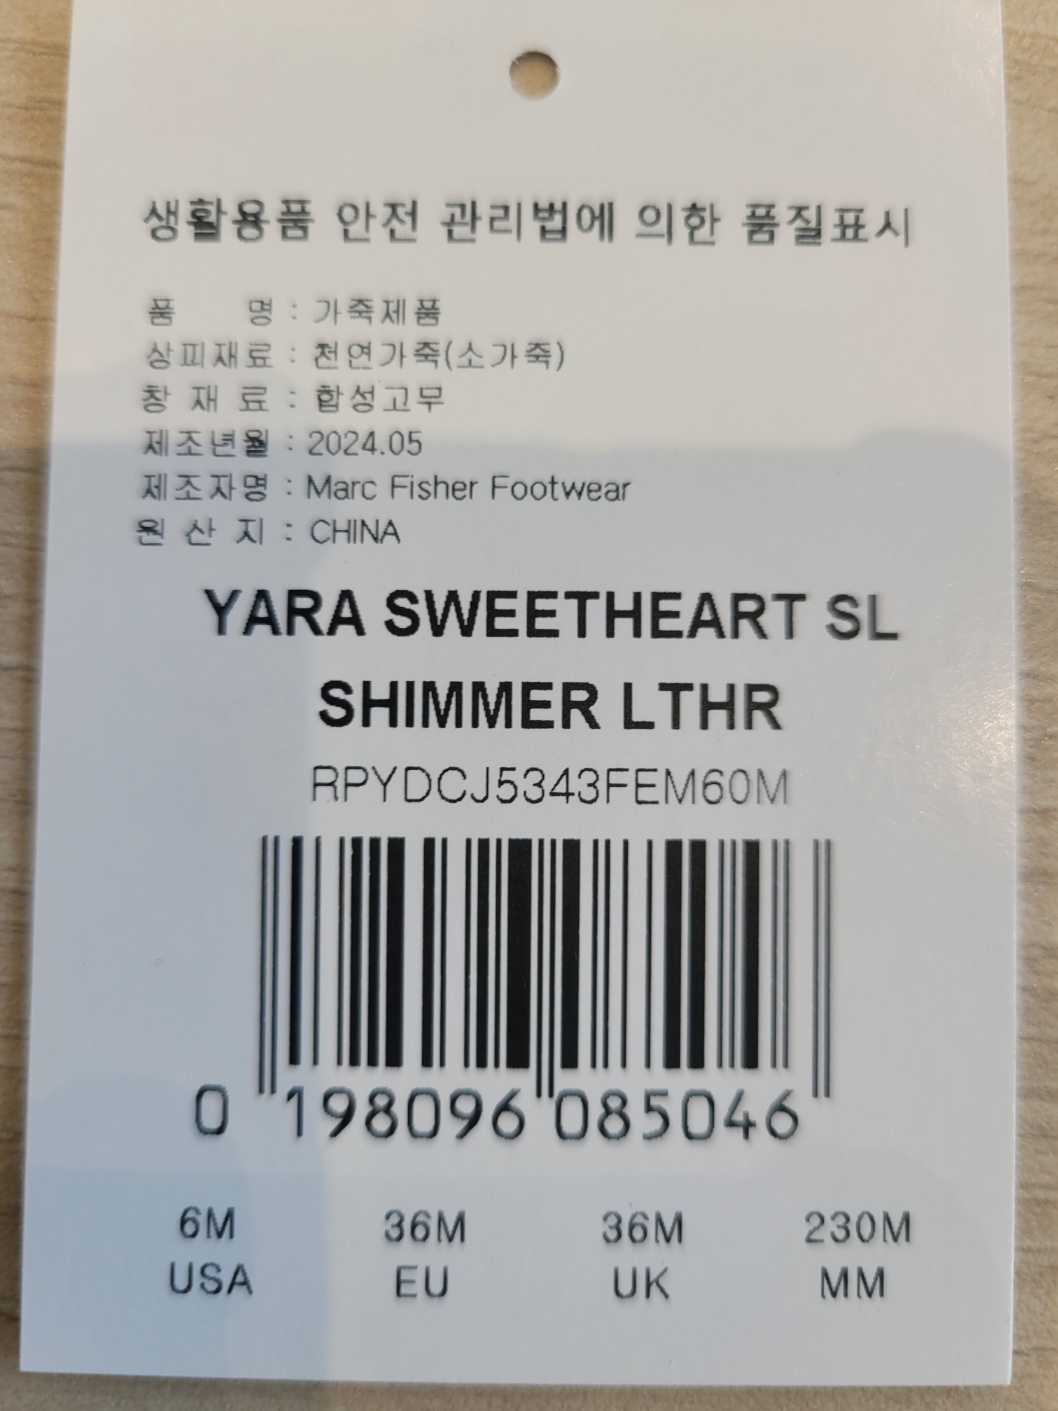 생활용품 안전 관리법에 의한 품질표시
품 명 : 가죽제품
상피재료 : 천연가죽(소가죽)
창 재 료 : 합성고무
제조년월 : 2024.05
제조자명 : Marc Fisher Footwear
원 산 지 : CHINA
YARA SWEETHEART SL
SHIMMER LTHR
RPYDCJ5343FEM60M
0 198096 085046
6M 36M 36M 230M
USA EU UK MM